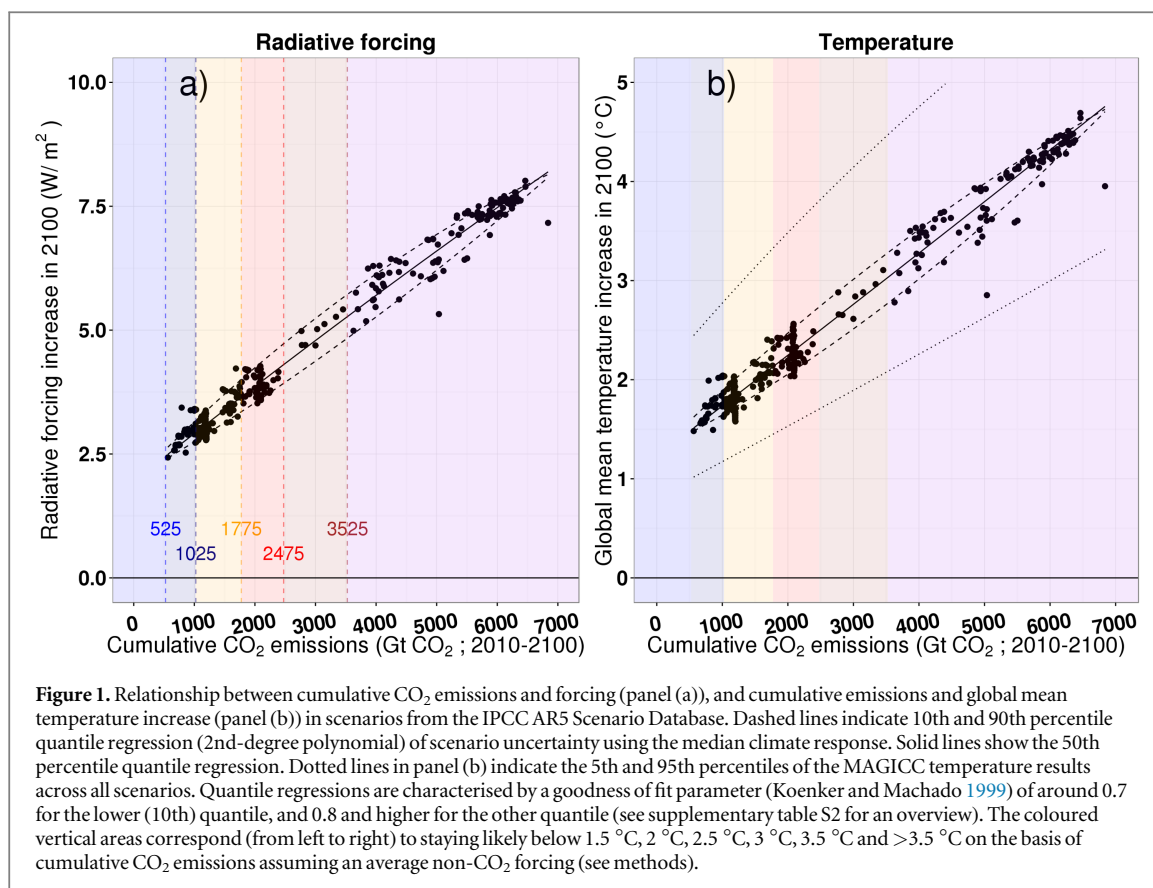 Radiative forcing
a)
Radiative forcing increase in 2100 (W/ m²)
10.0
7.5
5.0
2.5
0.0
525
1025
1775
2475
3525
0 1000 2000 3000 4000 5000 6000 7000
Cumulative CO₂ emissions (Gt CO₂ ; 2010-2100)
Temperature
b)
Global mean temperature increase in 2100 (°C)
5
4
3
2
1
0
0 1000 2000 3000 4000 5000 6000 7000
Cumulative CO₂ emissions (Gt CO₂ ; 2010-2100)
Figure 1. Relationship between cumulative CO₂ emissions and forcing (panel (a)), and cumulative emissions and global mean
temperature increase (panel (b)) in scenarios from the IPCC AR5 Scenario Database. Dashed lines indicate 10th and 90th percentile
quantile regression (2nd-degree polynomial) of scenario uncertainty using the median climate response. Solid lines show the 50th
percentile quantile regression. Dotted lines in panel (b) indicate the 5th and 95th percentiles of the MAGICC temperature results
across all scenarios. Quantile regressions are characterised by a goodness of fit parameter (Koenker and Machado 1999) of around 0.7
for the lower (10th) quantile, and 0.8 and higher for the other quantile (see supplementary table S2 for an overview). The coloured
vertical areas correspond (from left to right) to staying likely below 1.5 °C, 2 °C, 2.5 °C, 3 °C, 3.5 °C and >3.5 °C on the basis of
cumulative CO₂ emissions assuming an average non-CO₂ forcing (see methods).